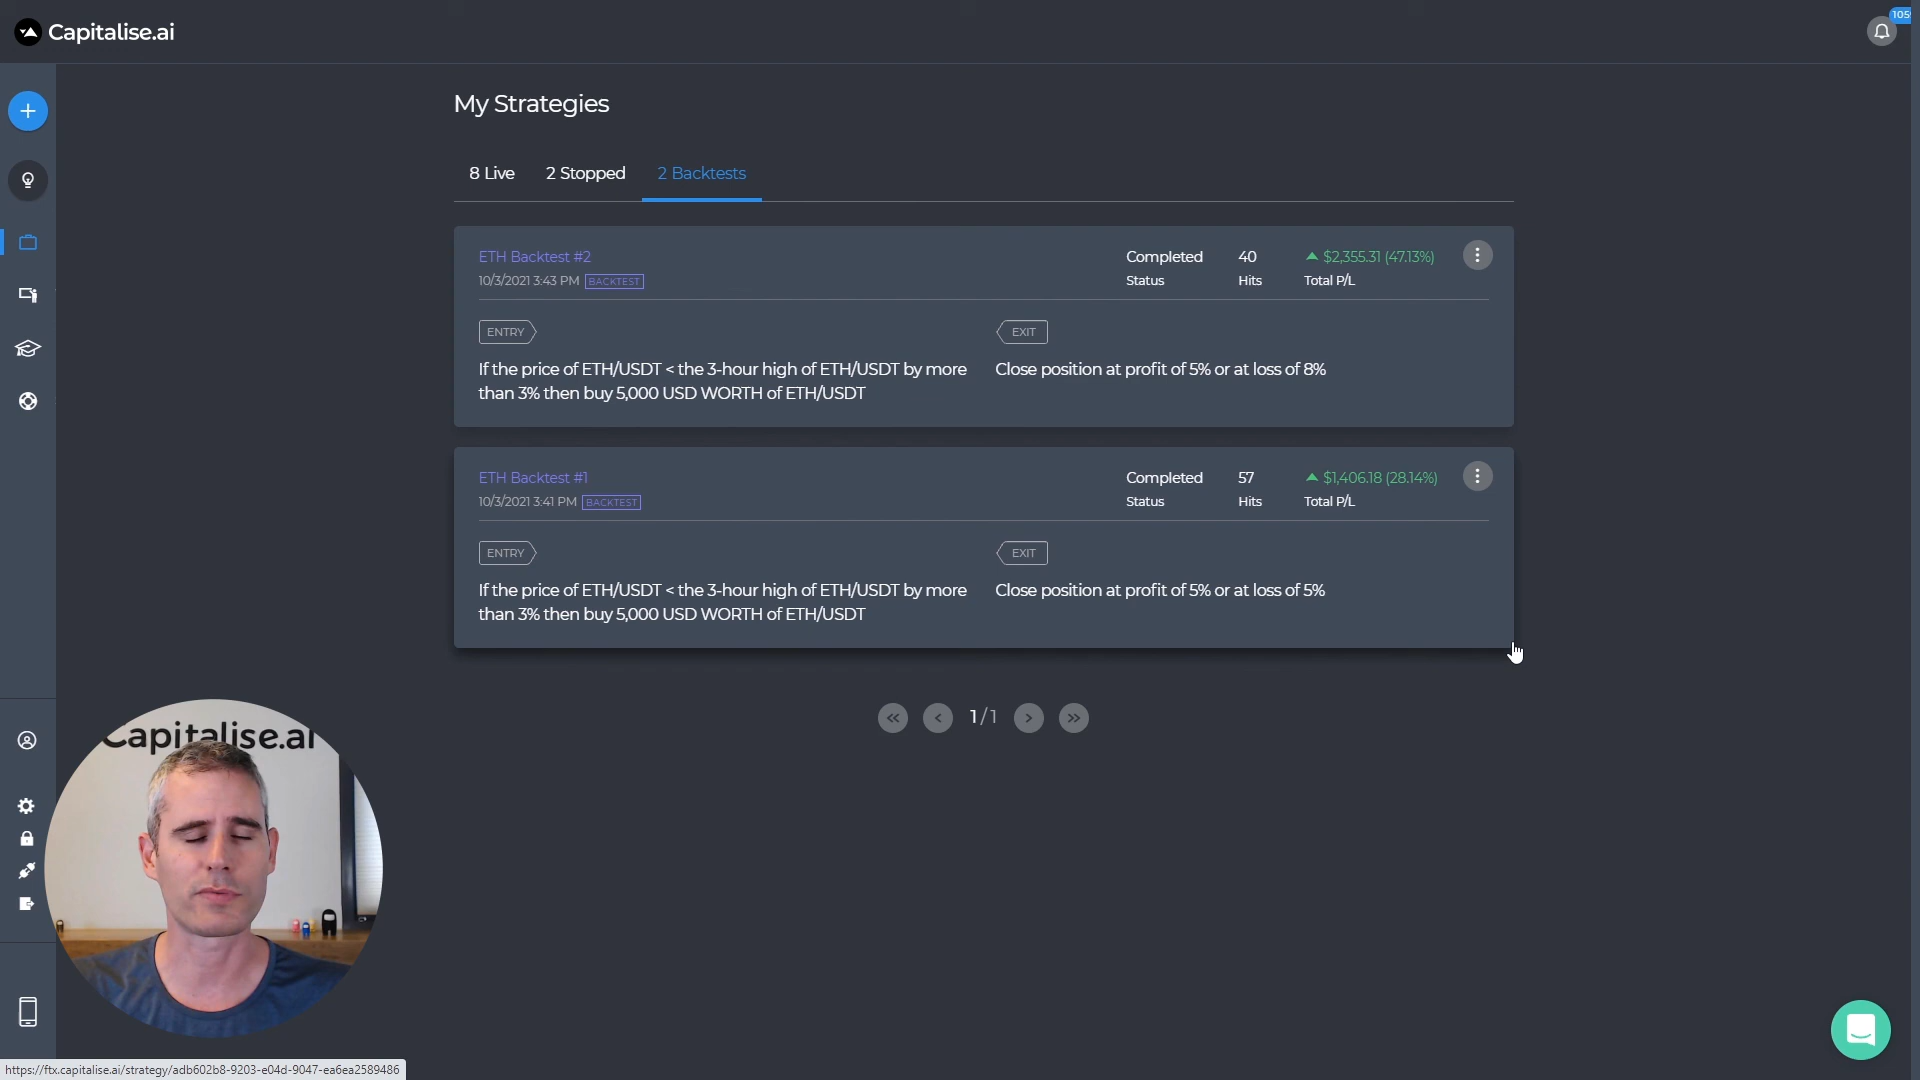 Capitalise.ai
105
My Strategies
8 Live
2 Stopped
2 Backtests
ETH Backtest #2
10/3/2021 3:43 PM BACKTEST
Completed
Status
40
Hits
$2,355.31 (47.13%)
Total P/L
ENTRY
If the price of ETH/USDT < the 3-hour high of ETH/USDT by more
than 3% then buy 5,000 USD WORTH of ETH/USDT
EXIT
Close position at profit of 5% or at loss of 8%
ETH Backtest #1
10/3/2021 3:41 PM BACKTEST
Completed
Status
57
Hits
$1,406.18 (28.14%)
Total P/L
ENTRY
If the price of ETH/USDT < the 3-hour high of ETH/USDT by more
than 3% then buy 5,000 USD WORTH of ETH/USDT
EXIT
Close position at profit of 5% or at loss of 5%
« < 1 / 1 > »
Capitalise.ai
https://ftx.capitalise.ai/strategy/adb602b8-9203-e04d-9047-ea6ea2589486